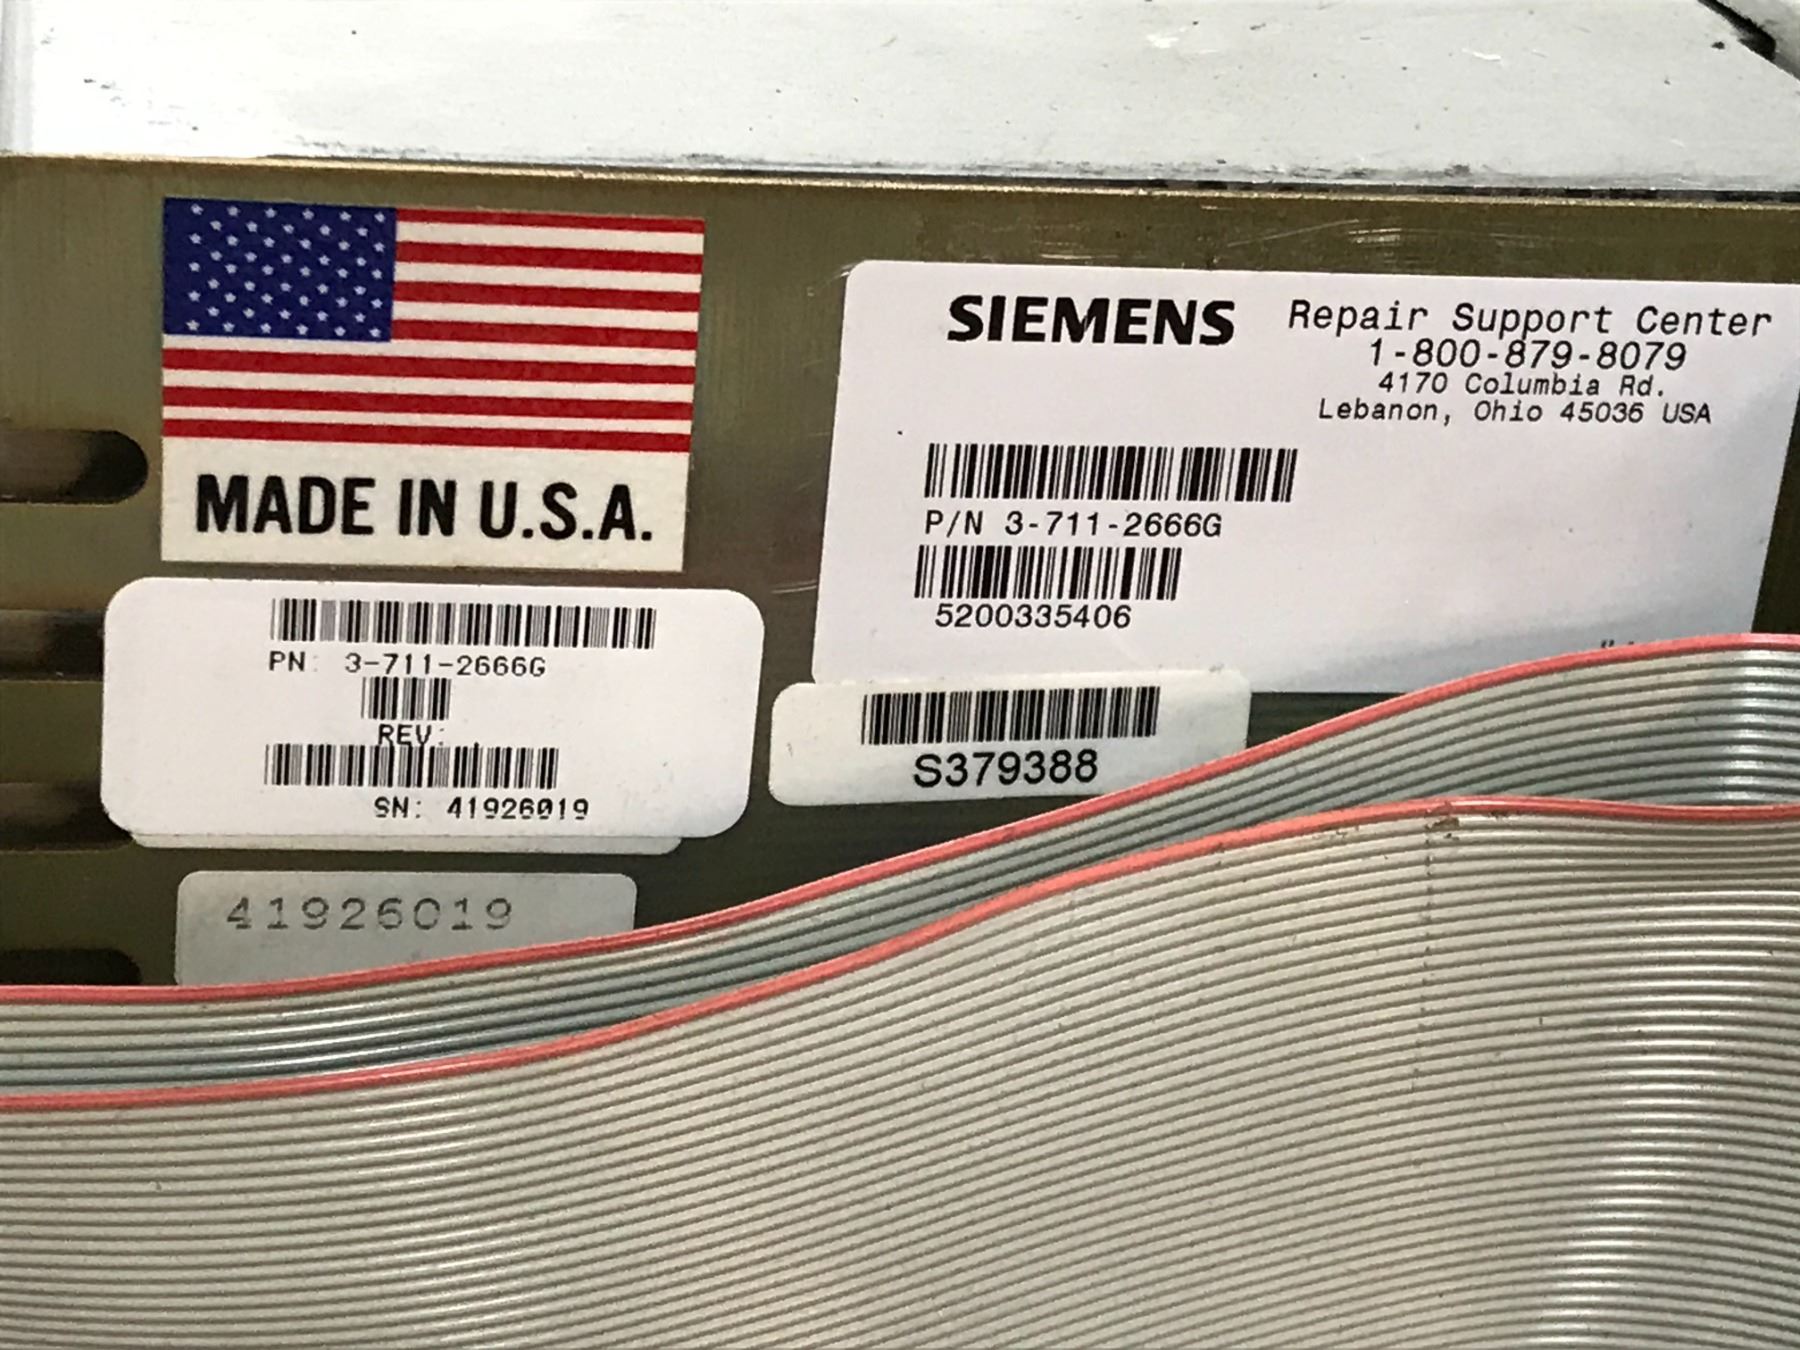 MADE IN U.S.A.
SIEMENS
Repair Support Center
1-800-879-8079
4170 Columbia Rd.
Lebanon, Ohio 45036 USA
P/N 3-711-2666G
5200335406
PN: 3-711-2666G
REV:
SN: 41926019
S379388
41926019